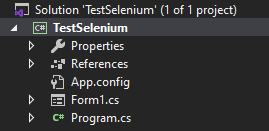 Solution 'TestSelenium' (1 of 1 project)
C# TestSelenium
Properties
References
App.config
Form1.cs
C# Program.cs